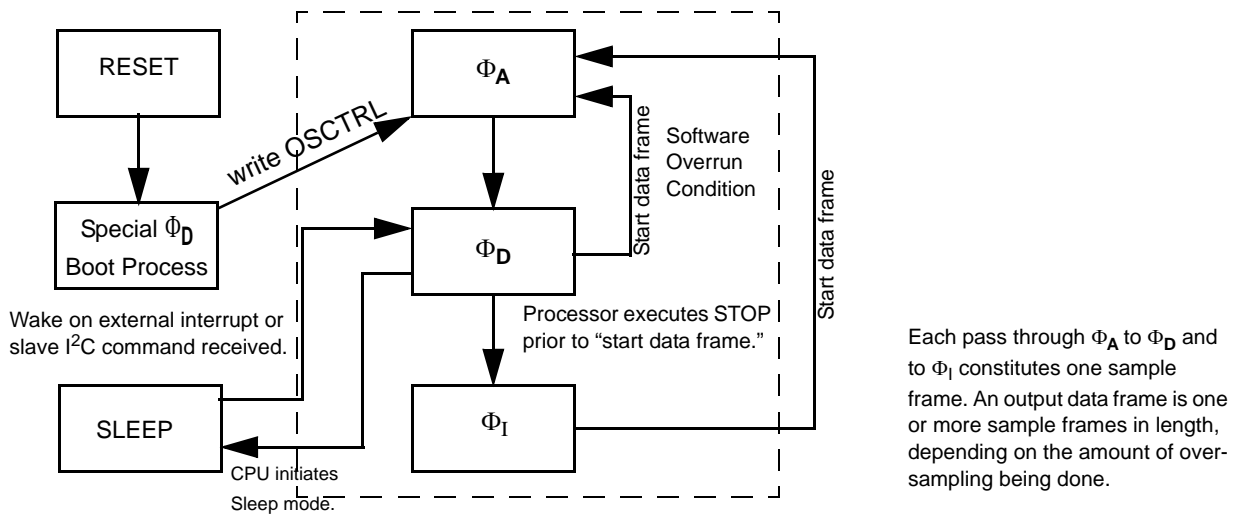 RESET
ΦA
write OSCTRL
Start data frame
Software
Overrun
Condition
Start data frame
Special ΦD
Boot Process
ΦD
Wake on external interrupt or
slave I²C command received.
Processor executes STOP
prior to “start data frame.”
SLEEP
ΦI
CPU initiates
Sleep mode.
Each pass through ΦA to ΦD and
to ΦI constitutes one sample
frame. An output data frame is one
or more sample frames in length,
depending on the amount of over-
sampling being done.